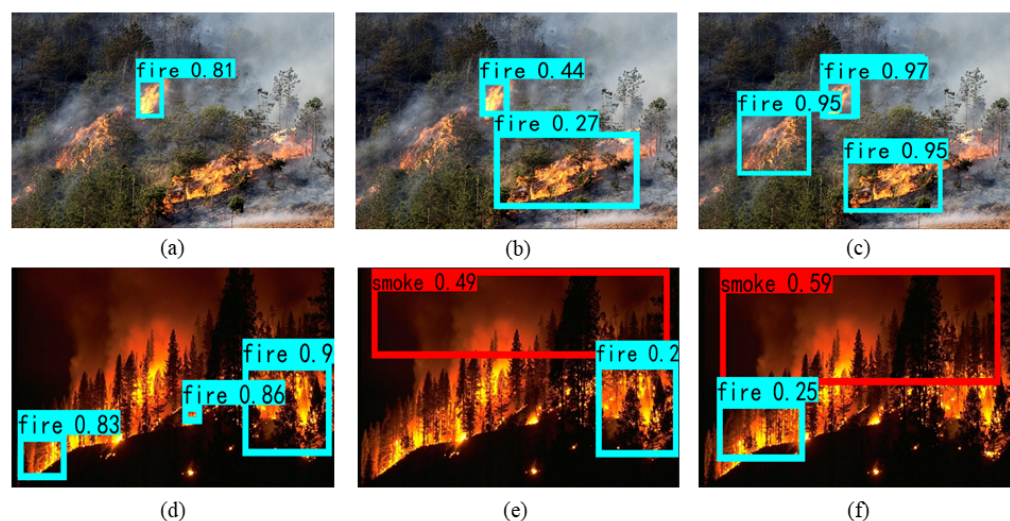 fire 0.81
fire 0.44
fire 0.27
fire 0.97
fire 0.95
fire 0.95
(a)
(b)
(c)
fire 0.83
fire 0.86
fire 0.9
smoke 0.49
fire 0.2
smoke 0.59
fire 0.25
(d)
(e)
(f)